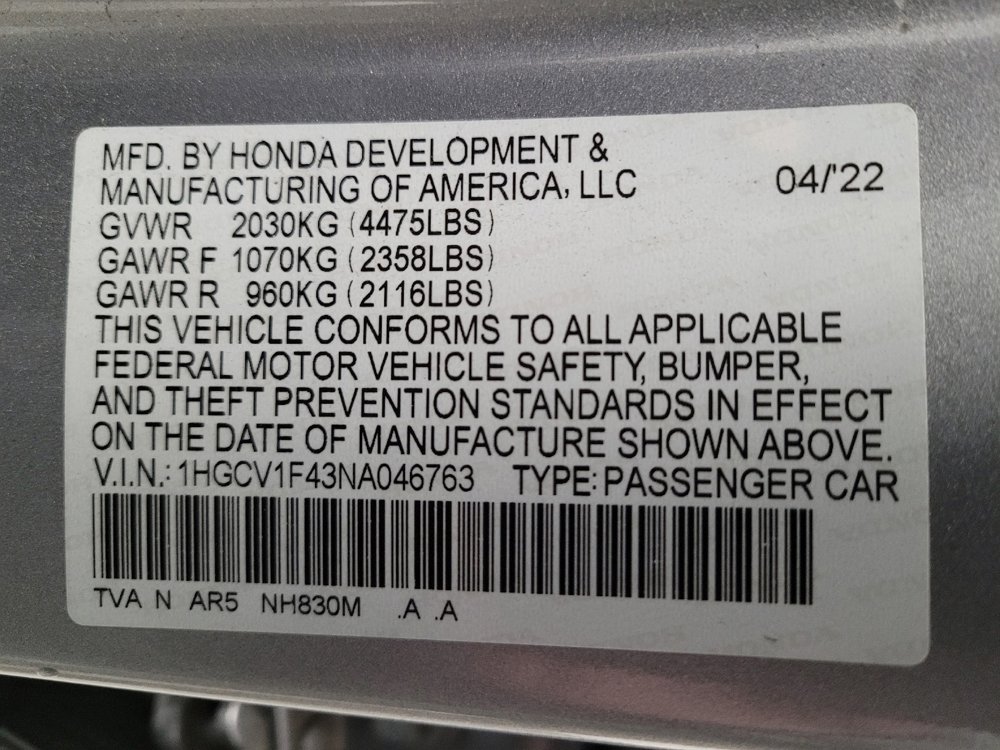 MFD. BY HONDA DEVELOPMENT &
MANUFACTURING OF AMERICA, LLC 04/'22
GVWR 2030KG (4475LBS)
GAWR F 1070KG (2358LBS)
GAWR R 960KG (2116LBS)
THIS VEHICLE CONFORMS TO ALL APPLICABLE
FEDERAL MOTOR VEHICLE SAFETY, BUMPER,
AND THEFT PREVENTION STANDARDS IN EFFECT
ON THE DATE OF MANUFACTURE SHOWN ABOVE.
V.I.N.: 1HGCV1F43NA046763 TYPE: PASSENGER CAR
TVA N AR5 NH830M .A .A